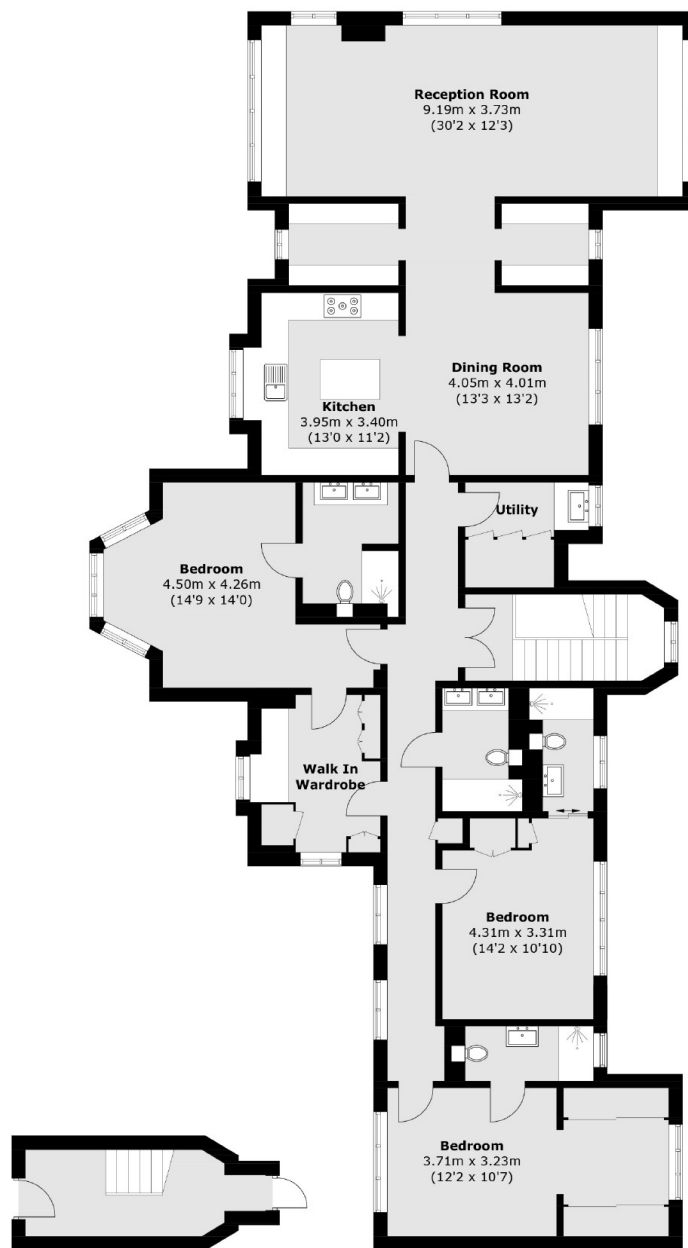 Reception Room
9.19m x 3.73m
(30'2 x 12'3)
Dining Room
4.05m x 4.01m
(13'3 x 13'2)
Kitchen
3.95m x 3.40m
(13'0 x 11'2)
Utility
Bedroom
4.50m x 4.26m
(14'9 x 14'0)
Walk In
Wardrobe
Bedroom
4.31m x 3.31m
(14'2 x 10'10)
Bedroom
3.71m x 3.23m
(12'2 x 10'7)